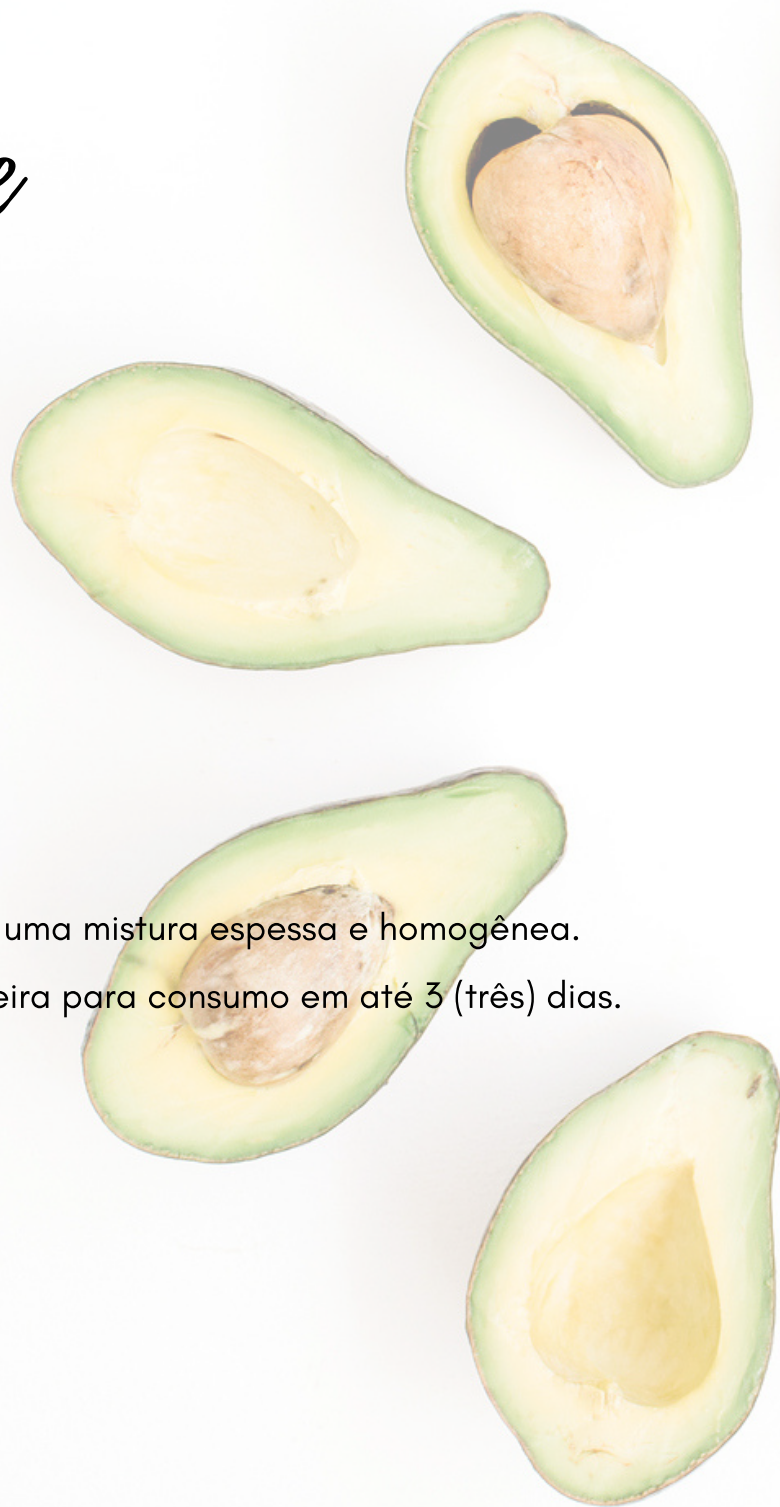 e
uma mistura espessa e homogênea.
eira para consumo em até 3 (três) dias.